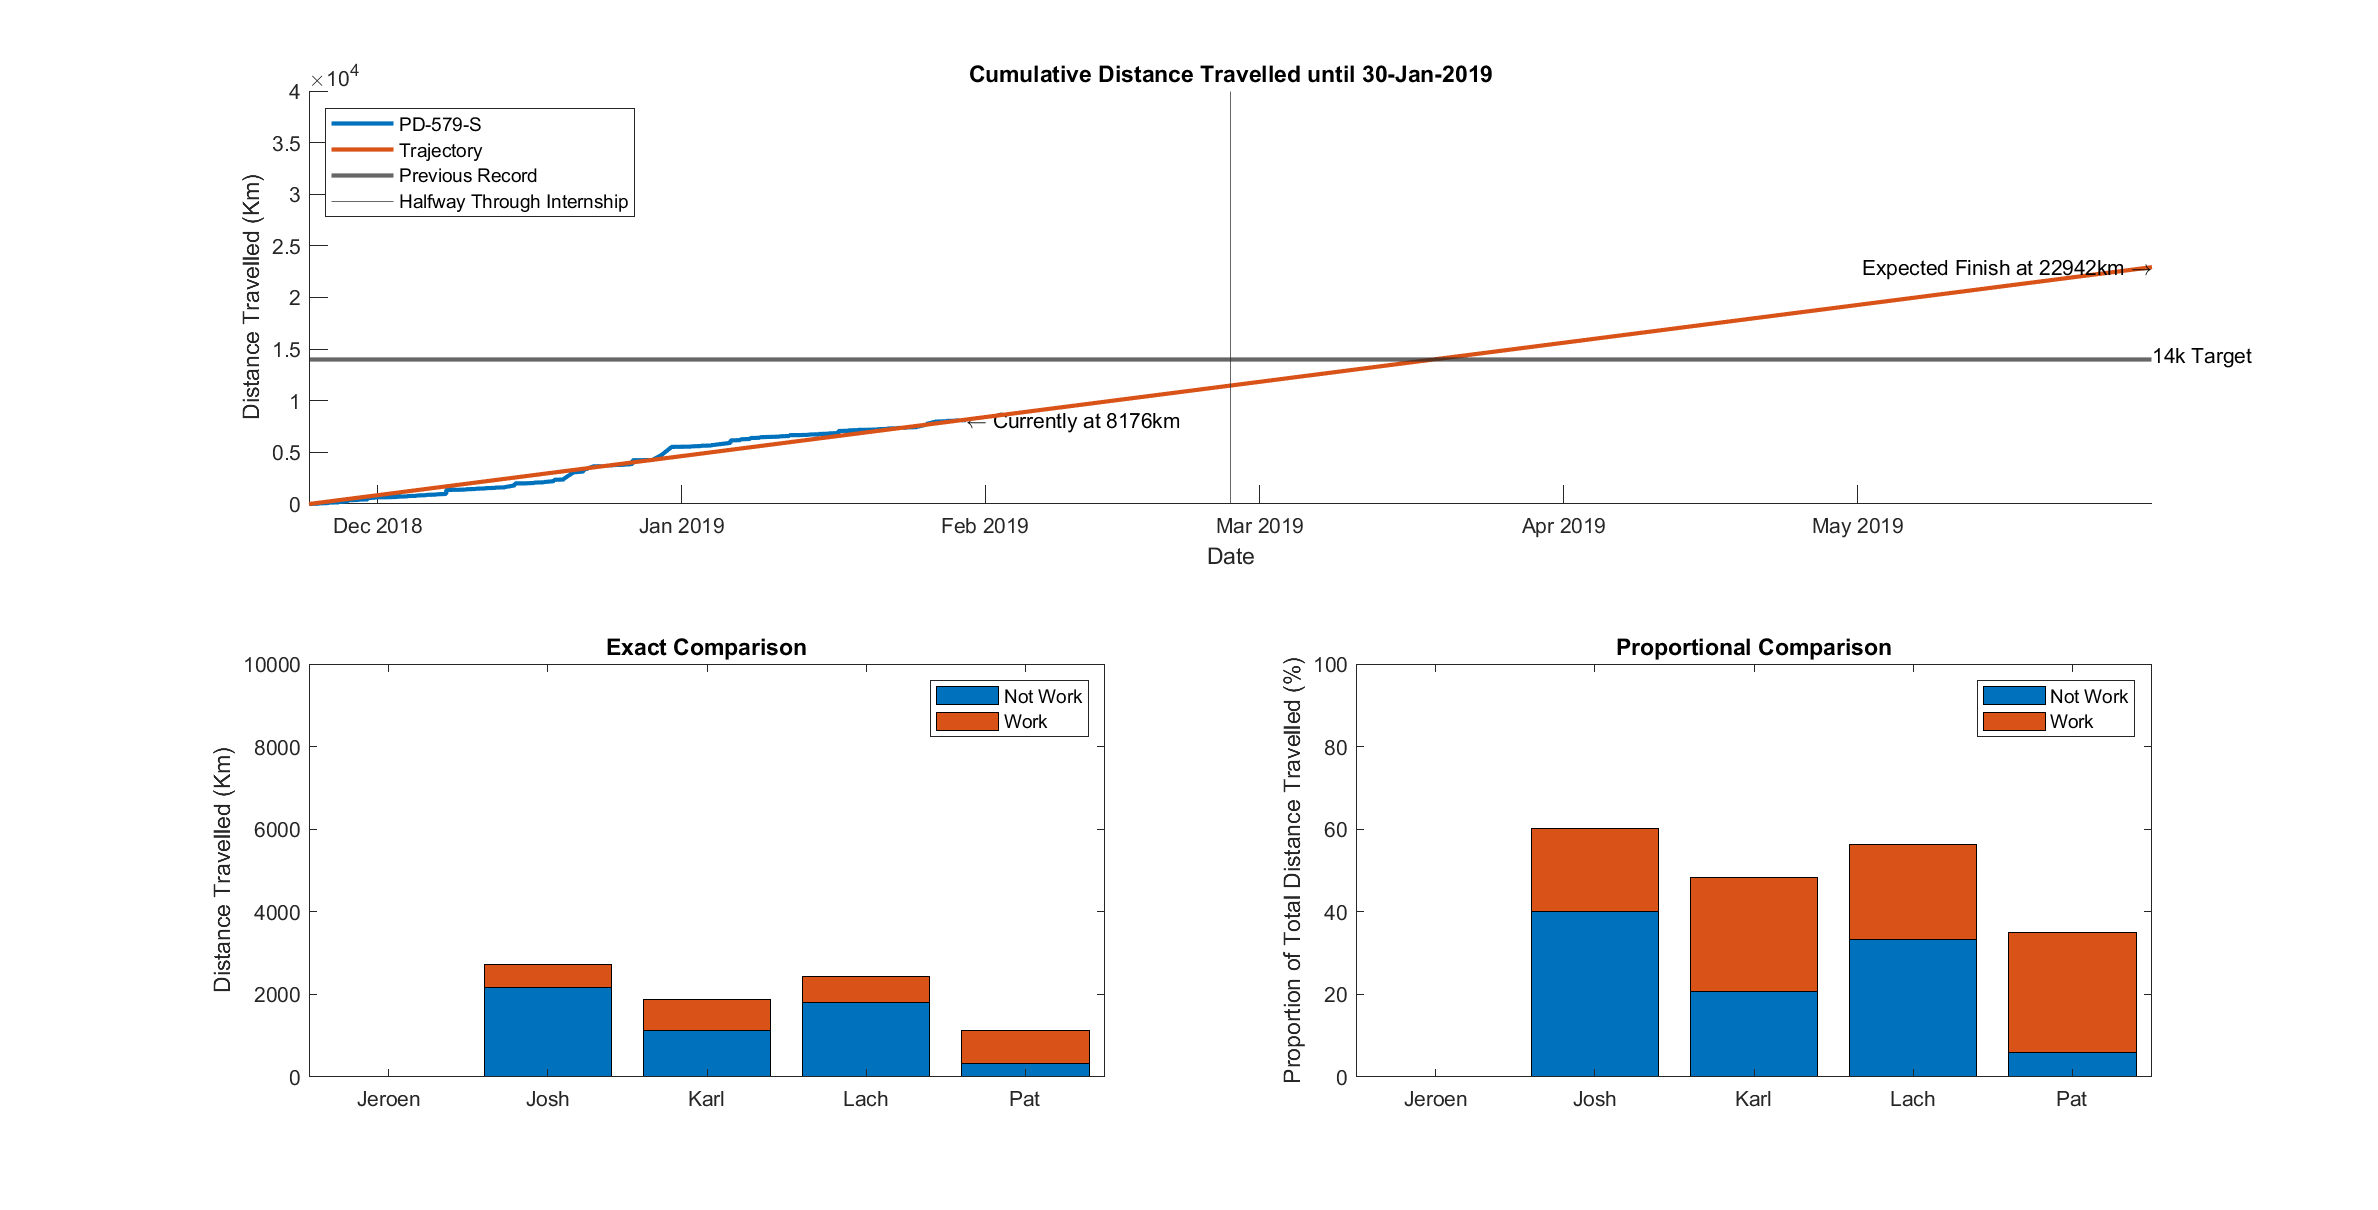 Cumulative Distance Travelled until 30-Jan-2019
×10⁴
4
3.5
3
2.5
2
1.5
1
0.5
0
Distance Travelled (Km)
PD-579-S
Trajectory
Previous Record
Halfway Through Internship
Expected Finish at 22942km →
14k Target
← Currently at 8176km
Dec 2018 Jan 2019 Feb 2019 Mar 2019 Apr 2019 May 2019
Date
Exact Comparison
10000
8000
6000
4000
2000
0
Distance Travelled (Km)
Not Work
Work
Jeroen Josh Karl Lach Pat
Proportional Comparison
100
80
60
40
20
0
Proportion of Total Distance Travelled (%)
Not Work
Work
Jeroen Josh Karl Lach Pat